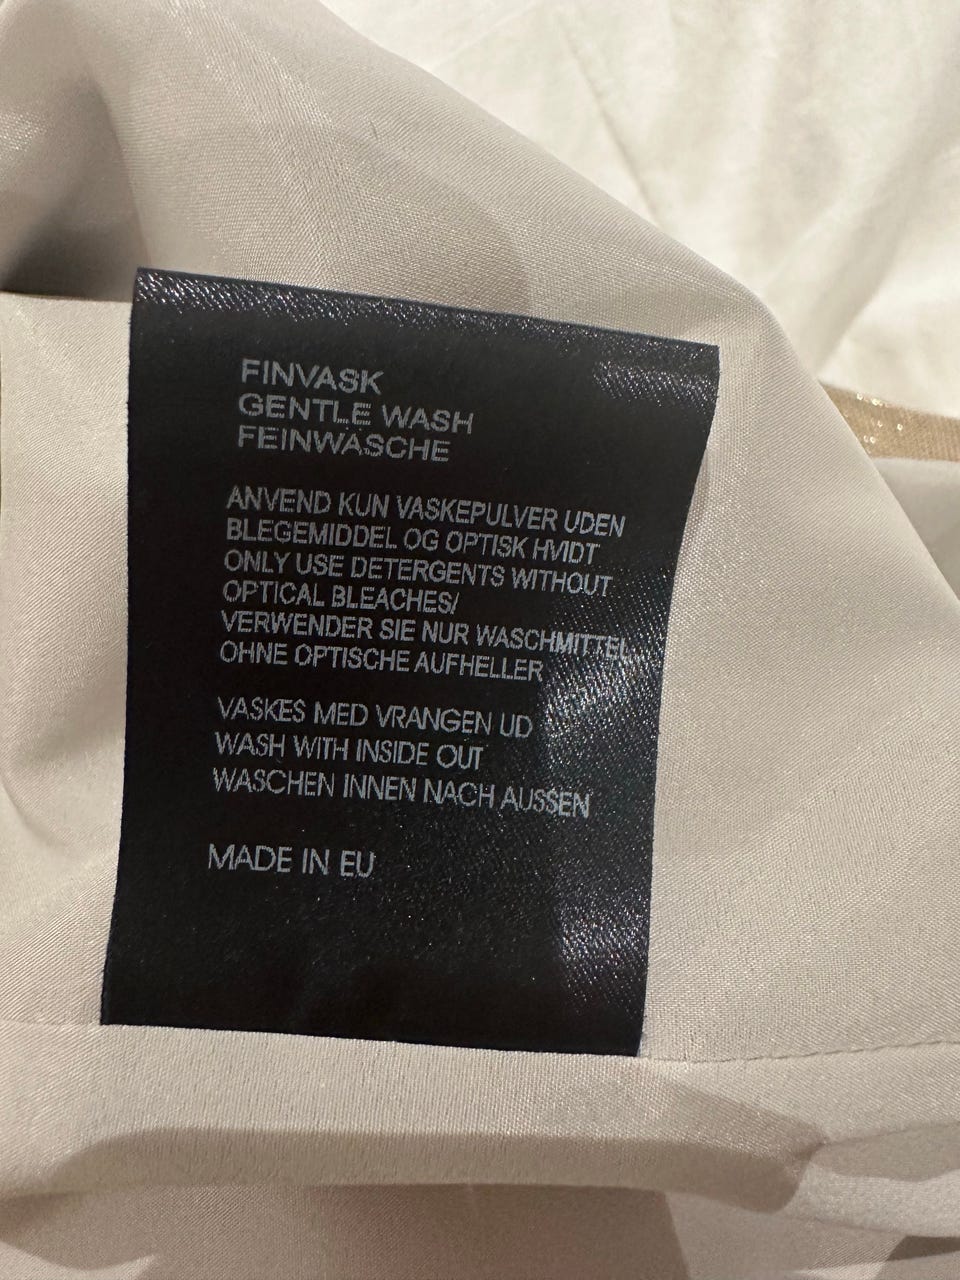 FINVASK
GENTLE WASH
FEINWASCHE
ANVEND KUN VASKEPULVER UDEN
BLEGEMIDDEL OG OPTISK HVIDT
ONLY USE DETERGENTS WITHOUT
OPTICAL BLEACHES/
VERWENDER SIE NUR WASCHMITTEL
OHNE OPTISCHE AUFHELLER
VASKES MED VRANGEN UD
WASH WITH INSIDE OUT
WASCHEN INNEN NACH AUSSEN
MADE IN EU